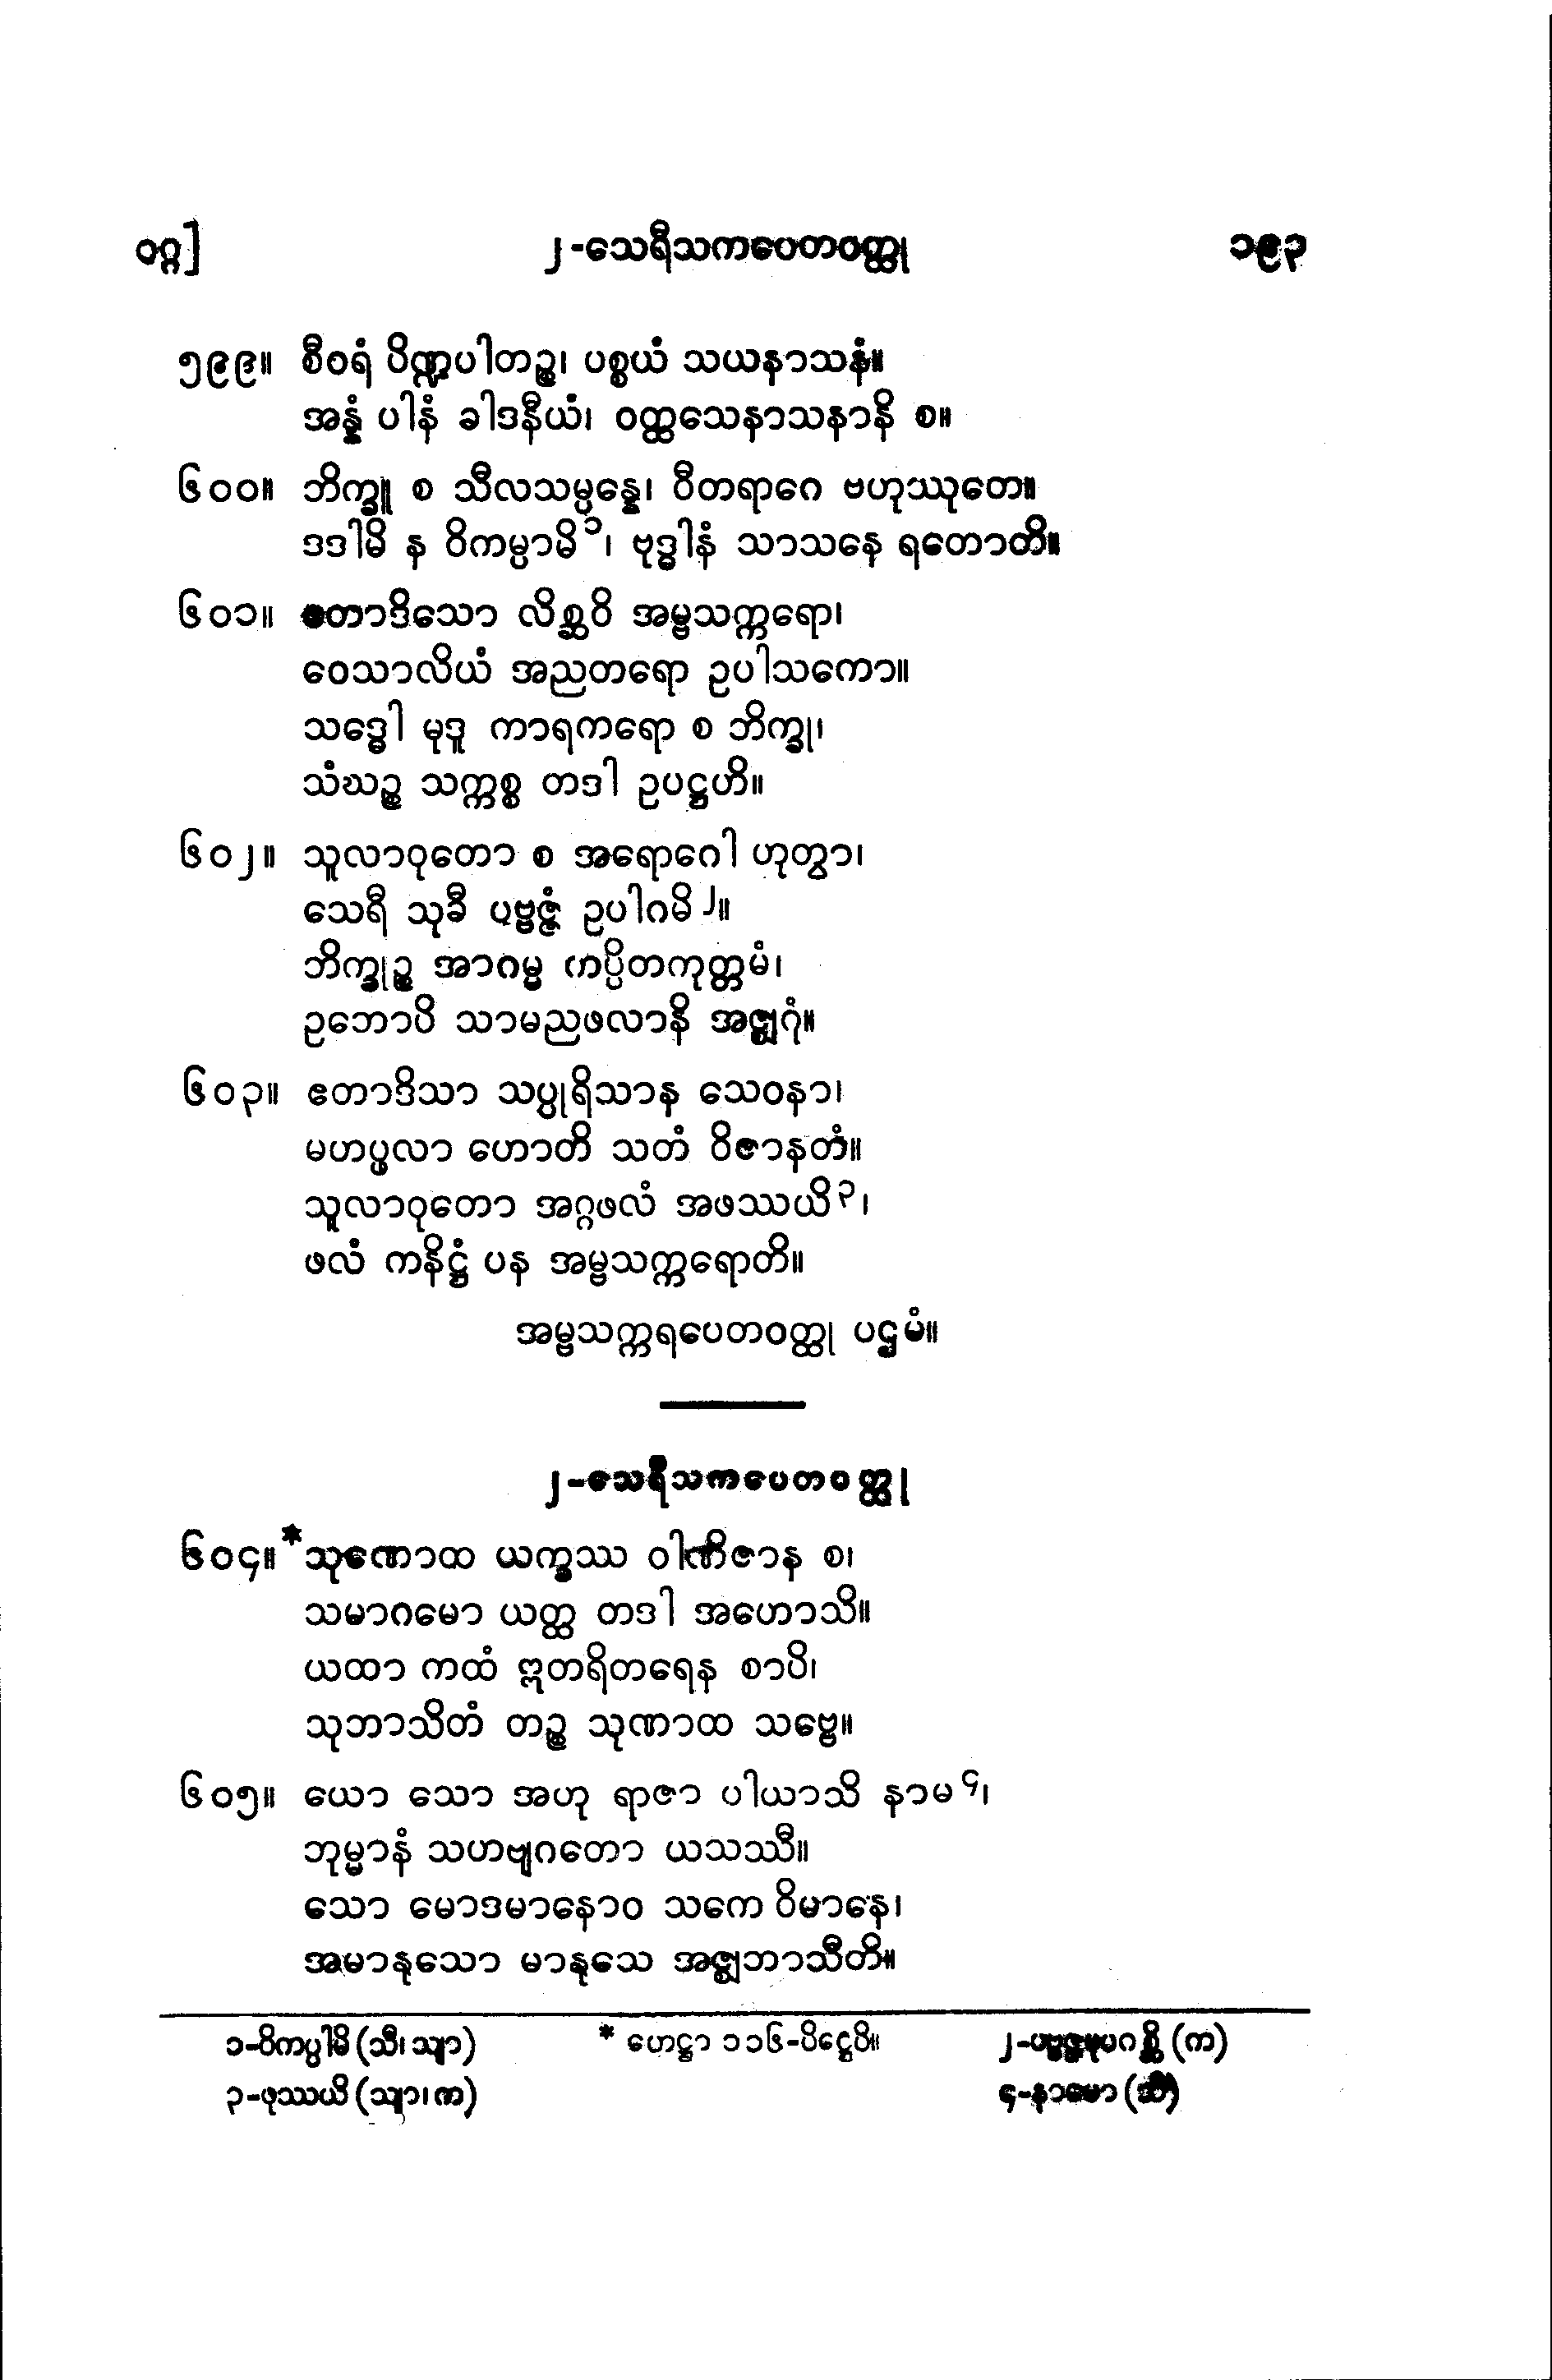 ဝဂ္ဂ] ၂-သေရီသကပေတဝတ္ထု ၁၉၃
၅၉၉။ စီဝရံ ပိဏ္ဍပါတဉ္စ၊ ပစ္စယံ သယနာသနံ။
အန္နံ ပါနံ ခါဒနီယံ၊ ဝတ္ထသေနာသနာနိ စ။
၆၀၀။ ဘိက္ခူ စ သီလသမ္ပန္နေ၊ ဝီတရာဂေ ဗဟုဿုတေ။
ဒဒါမိ န ဝိကမ္ပာမိ၁၊ ဗုဒ္ဓါနံ သာသနေ ရတောတိ။
၆၀၁။ ဧတာဒိသော လိစ္ဆဝိ အမ္ဗသက္ကရော၊
ဝေသာလိယံ အညတရော ဥပါသကော။
သဒ္ဓေါ မုဒူ ကာရကရော စ ဘိက္ခု၊
သံဃဉ္စ သက္ကစ္စ တဒါ ဥပဋ္ဌဟိ။
၆၀၂။ သူလာဝုတော စ အရောဂေါ ဟုတွာ၊
သေရီ သုခီ ပဗ္ဗဇ္ဇံ ဥပါဂမိ၂။
ဘိက္ခုဉ္စ အာဂမ္မ ကပ္ပိတကုတ္တမံ၊
ဥဘောပိ သာမညဖလာနိ အဇ္ဈဂုံ။
၆၀၃။ ဧတာဒိသာ သပ္ပုရိသာန သေဝနာ၊
မဟပ္ဖလာ ဟောတိ သတံ ဝိဇာနတံ။
သူလာဝုတော အဂ္ဂဖလံ အဖဿယိ၃၊
ဖလံ ကနိဋ္ဌံ ပန အမ္ဗသက္ကရောတိ။
အမ္ဗသက္ကရပေတဝတ္ထု ပဌမံ။
၂-သေရီသကပေတဝတ္ထု
၆၀၄။ *သုဏောထ ယက္ခဿ ဝါဏိဇာန စ၊
သမာဂမော ယတ္ထ တဒါ အဟောသိ။
ယထာ ကထံ ဣတရိတရေန စာပိ၊
သုဘာသိတံ တဉ္စ သုဏာထ သဗ္ဗေ။
၆၀၅။ ယော သော အဟု ရာဇာ ပါယာသိ နာမ၄၊
ဘုမ္မာနံ သဟဗျဂတော ယသဿီ။
သော မောဒမာနောဝ သကေ ဝိမာနေ၊
အမာနုသော မာနုသေ အဇ္ဈဘာသီတိ။
၁-ဝိကပ္ပါမိ (သီ၊ သျာ) * ဟေဋ္ဌာ ၁၁၆-ပိဋ္ဌေပိ။ ၂-ပဗ္ဗဇ္ဇမုပဂစ္ဆိ (က)
၃-ဖုဿယိ (သျာ၊ က) ၄-နာမော (သီ)